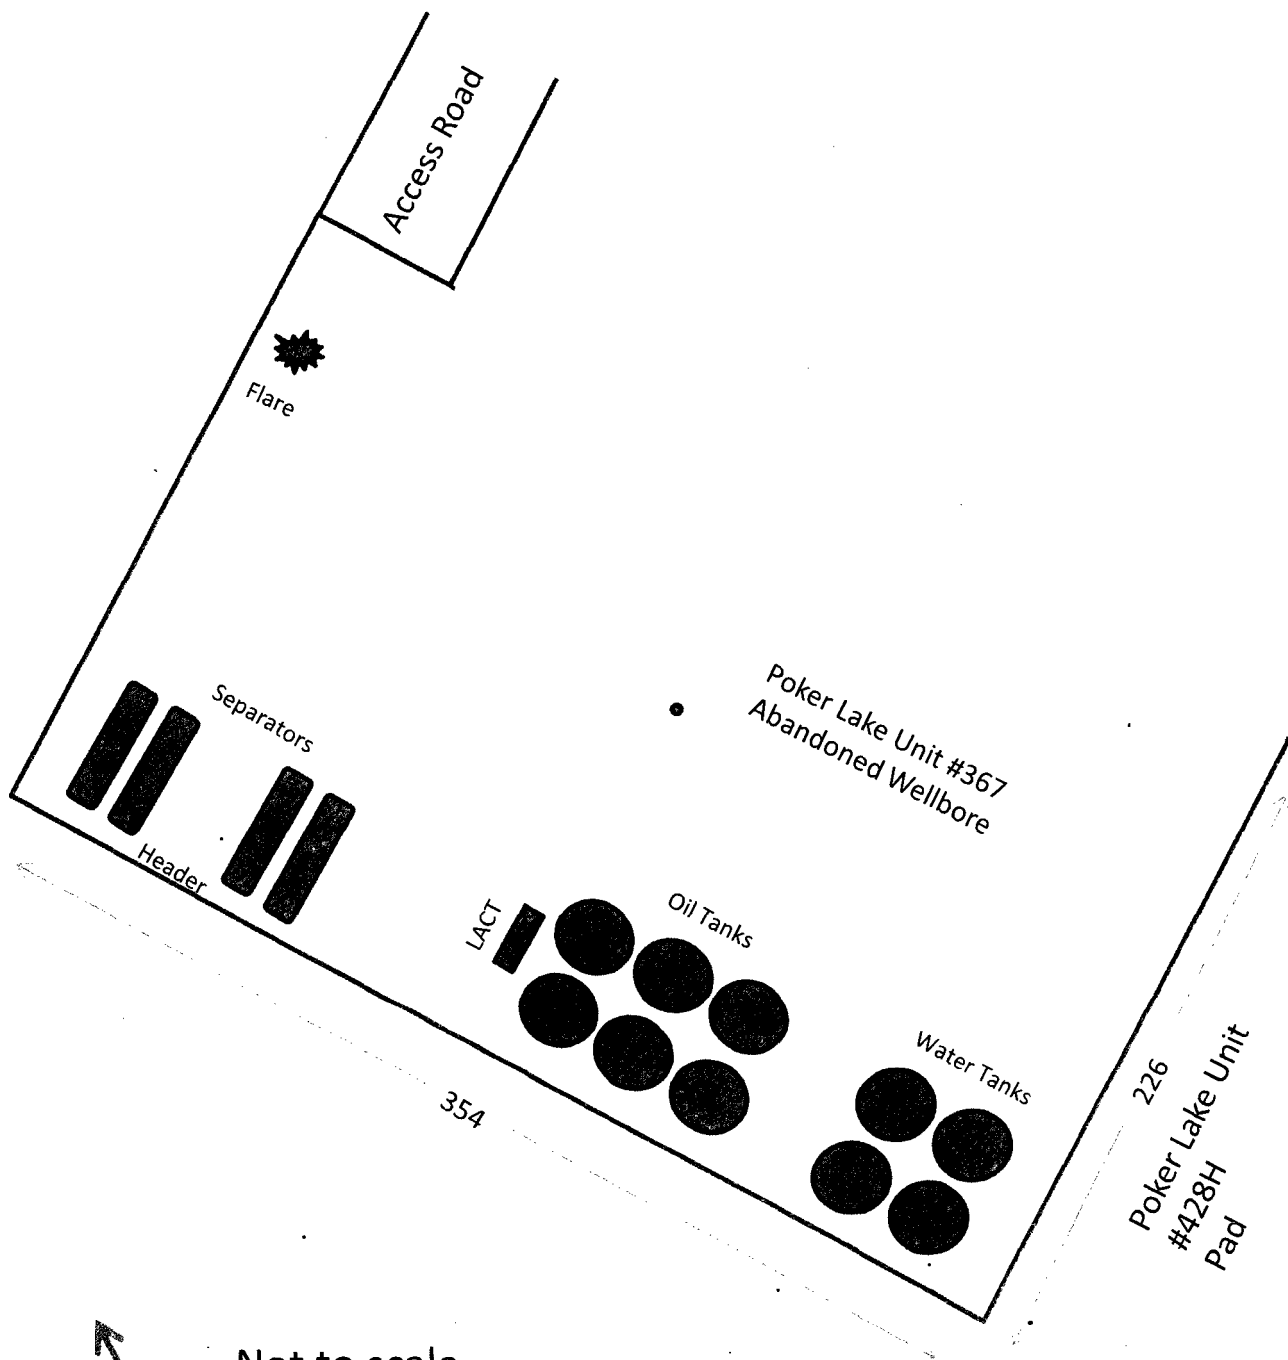 Access Road
Flare
Separators
Poker Lake Unit #367
Abandoned Wellbore
Header
LACT
Oil Tanks
Water Tanks
354
226
Poker Lake Unit
#428H
Pad
Not to scale